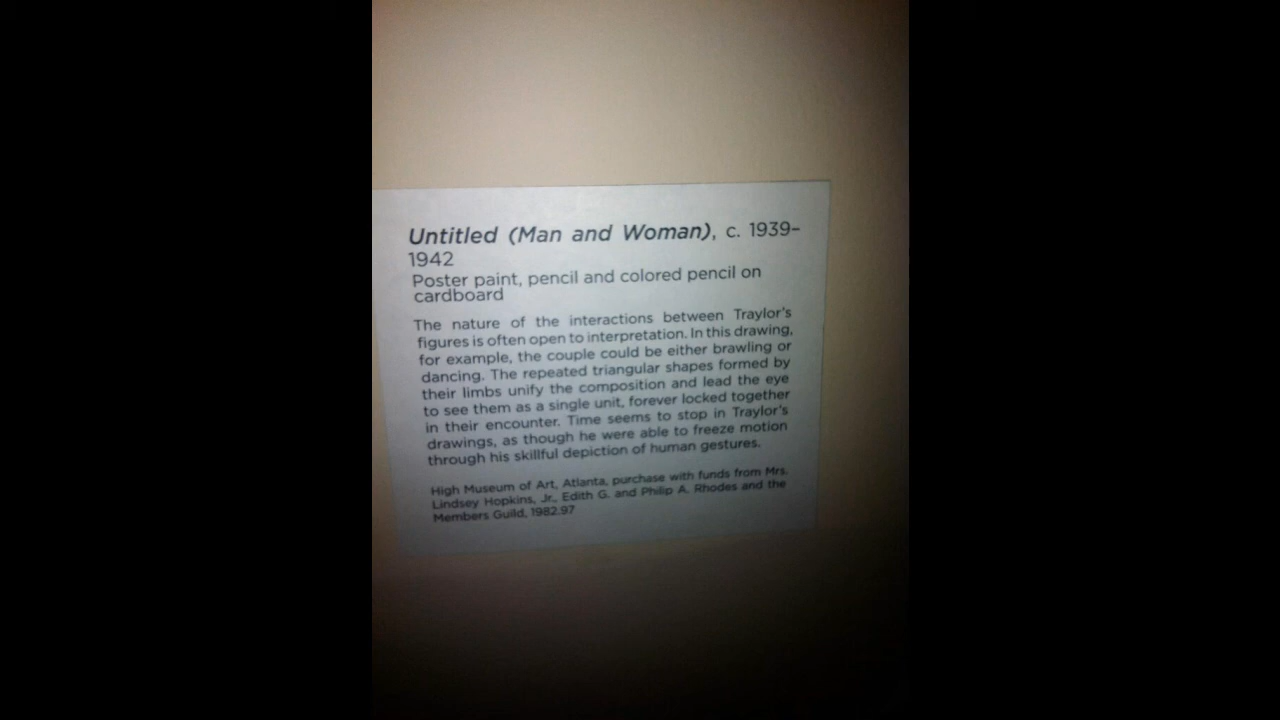 Untitled (Man and Woman), c. 1939–
1942
Poster paint, pencil and colored pencil on
cardboard
The nature of the interactions between Traylor's
figures is often open to interpretation. In this drawing,
for example, the couple could be either brawling or
dancing. The repeated triangular shapes formed by
their limbs unify the composition and lead the eye
to see them as a single unit, forever locked together
in their encounter. Time seems to stop in Traylor's
drawings, as though he were able to freeze motion
through his skillful depiction of human gestures.
High Museum of Art, Atlanta, purchase with funds from Mrs.
Lindsey Hopkins, Jr., Edith G. and Philip A. Rhodes and the
Members Guild, 1982.97